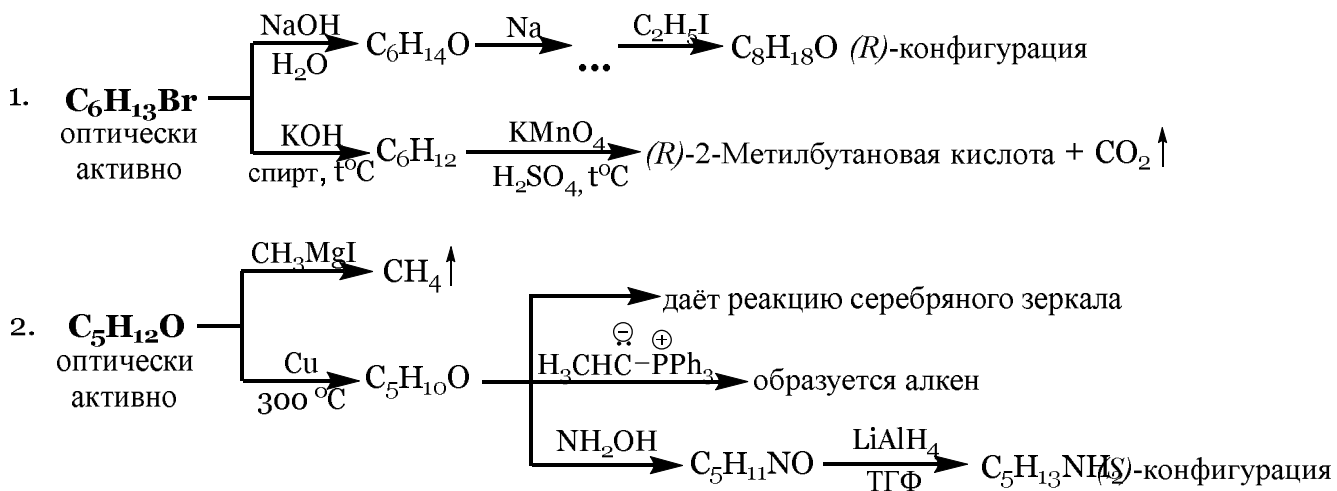 NaOH
H₂O
C₆H₁₄O
Na
...
C₂H₅I
C₈H₁₈O (R)-конфигурация
1. C₆H₁₃Br
оптически
активно
KOH
спирт, t°C
C₆H₁₂
KMnO₄
H₂SO₄, t°C
(R)-2-Метилбутановая кислота + CO₂↑
CH₃MgI
CH₄↑
2. C₅H₁₂O
оптически
активно
Cu
300 °C
C₅H₁₀O
даёт реакцию серебряного зеркала
⊖ ⊕
H₃CHC̈–PPh₃
образуется алкен
NH₂OH
C₅H₁₁NO
LiAlH₄
ТГФ
C₅H₁₃NH₂(S)-конфигурация